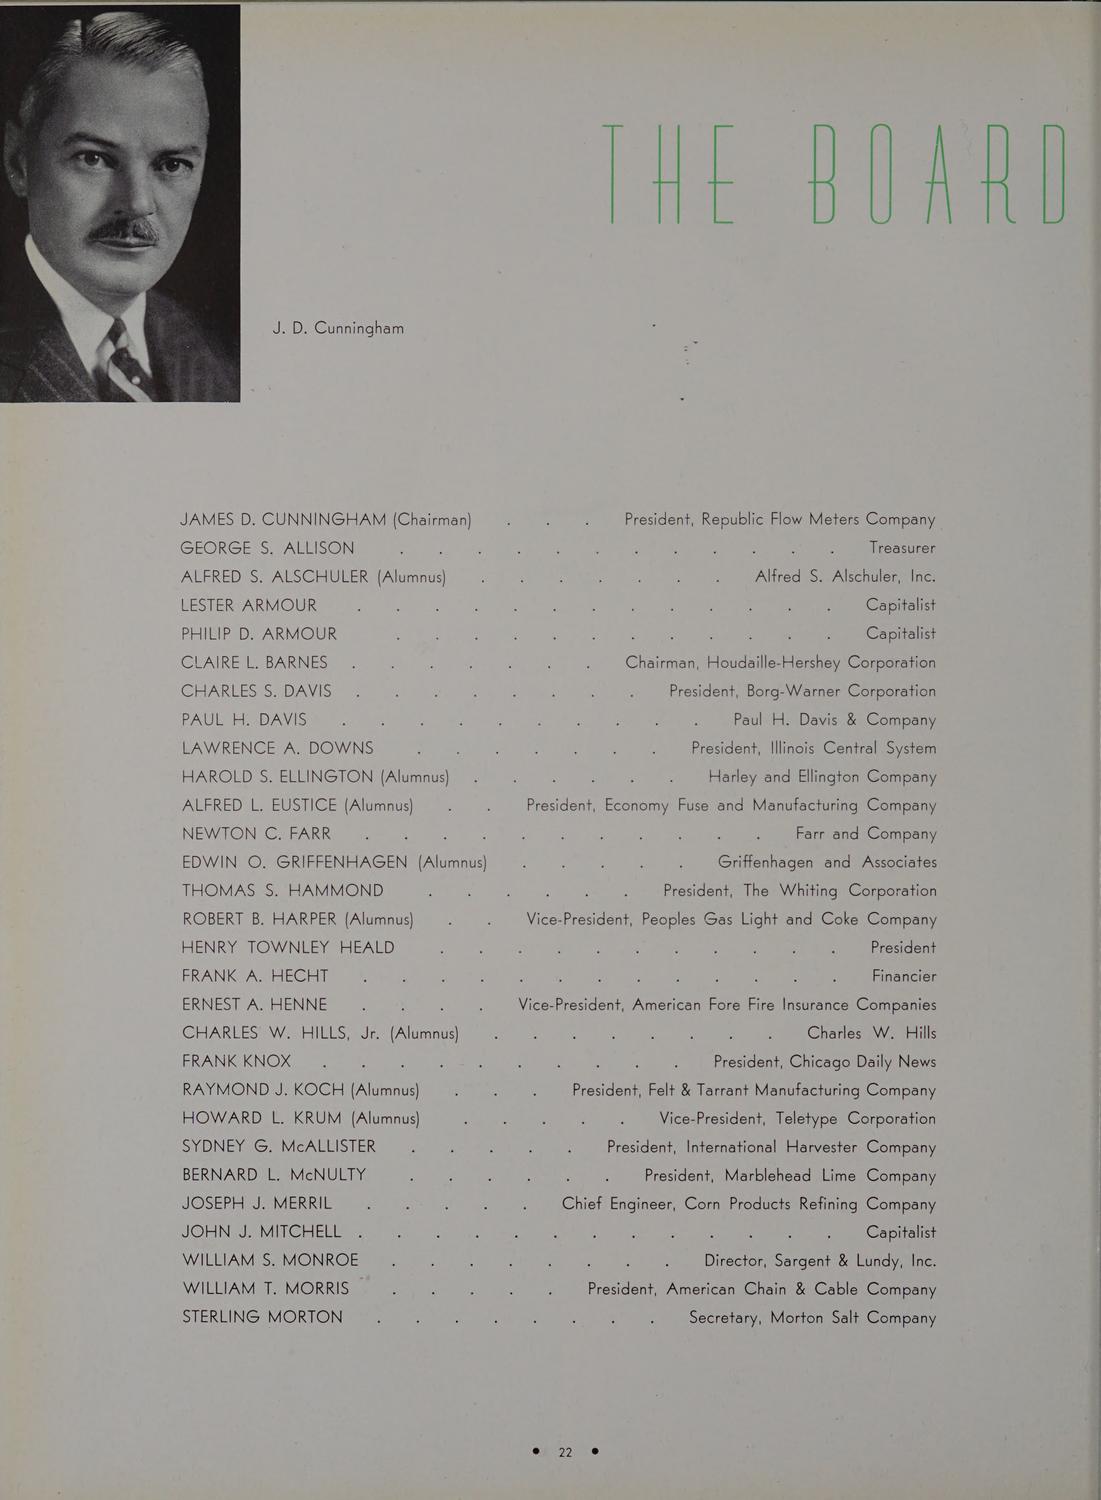 THE BOARD
J. D. Cunningham
JAMES D. CUNNINGHAM (Chairman) . . . President, Republic Flow Meters Company
GEORGE S. ALLISON . . . . . . . . . . . . Treasurer
ALFRED S. ALSCHULER (Alumnus) . . . . . . . Alfred S. Alschuler, Inc.
LESTER ARMOUR . . . . . . . . . . . . . Capitalist
PHILIP D. ARMOUR . . . . . . . . . . . . Capitalist
CLAIRE L. BARNES . . . . . . . Chairman, Houdaille-Hershey Corporation
CHARLES S. DAVIS . . . . . . . . President, Borg-Warner Corporation
PAUL H. DAVIS . . . . . . . . . . Paul H. Davis & Company
LAWRENCE A. DOWNS . . . . . . . President, Illinois Central System
HAROLD S. ELLINGTON (Alumnus) . . . . . . Harley and Ellington Company
ALFRED L. EUSTICE (Alumnus) . . President, Economy Fuse and Manufacturing Company
NEWTON C. FARR . . . . . . . . . . . Farr and Company
EDWIN O. GRIFFENHAGEN (Alumnus) . . . . . Griffenhagen and Associates
THOMAS S. HAMMOND . . . . . . President, The Whiting Corporation
ROBERT B. HARPER (Alumnus) . . Vice-President, Peoples Gas Light and Coke Company
HENRY TOWNLEY HEALD . . . . . . . . . . . President
FRANK A. HECHT . . . . . . . . . . . . . Financier
ERNEST A. HENNE . . . . Vice-President, American Fore Fire Insurance Companies
CHARLES W. HILLS, Jr. (Alumnus) . . . . . . . . Charles W. Hills
FRANK KNOX . . . . . . . . . . President, Chicago Daily News
RAYMOND J. KOCH (Alumnus) . . . President, Felt & Tarrant Manufacturing Company
HOWARD L. KRUM (Alumnus) . . . . . Vice-President, Teletype Corporation
SYDNEY G. McALLISTER . . . . . President, International Harvester Company
BERNARD L. McNULTY . . . . . . President, Marblehead Lime Company
JOSEPH J. MERRIL . . . . . Chief Engineer, Corn Products Refining Company
JOHN J. MITCHELL . . . . . . . . . . . . . Capitalist
WILLIAM S. MONROE . . . . . . . . Director, Sargent & Lundy, Inc.
WILLIAM T. MORRIS . . . . . President, American Chain & Cable Company
STERLING MORTON . . . . . . . . Secretary, Morton Salt Company
• 22 •